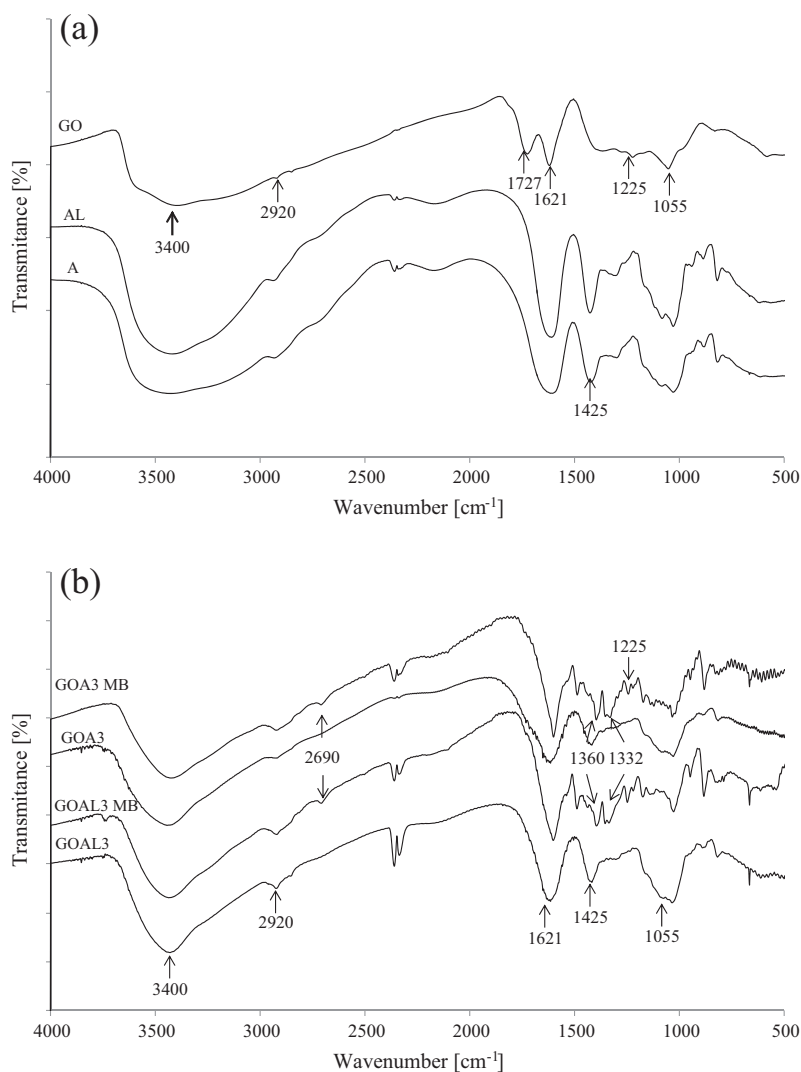 (a)
GO
1727
1225
2920
1621
1055
3400
AL
A
1425
Transmitance [%]
4000 3500 3000 2500 2000 1500 1000 500
Wavenumber [cm-1]
(b)
1225
GOA3 MB
GOA3
2690
1360 1332
GOAL3 MB
GOAL3
2920
1621
1425
1055
3400
Transmitance [%]
4000 3500 3000 2500 2000 1500 1000 500
Wavenumber [cm-1]